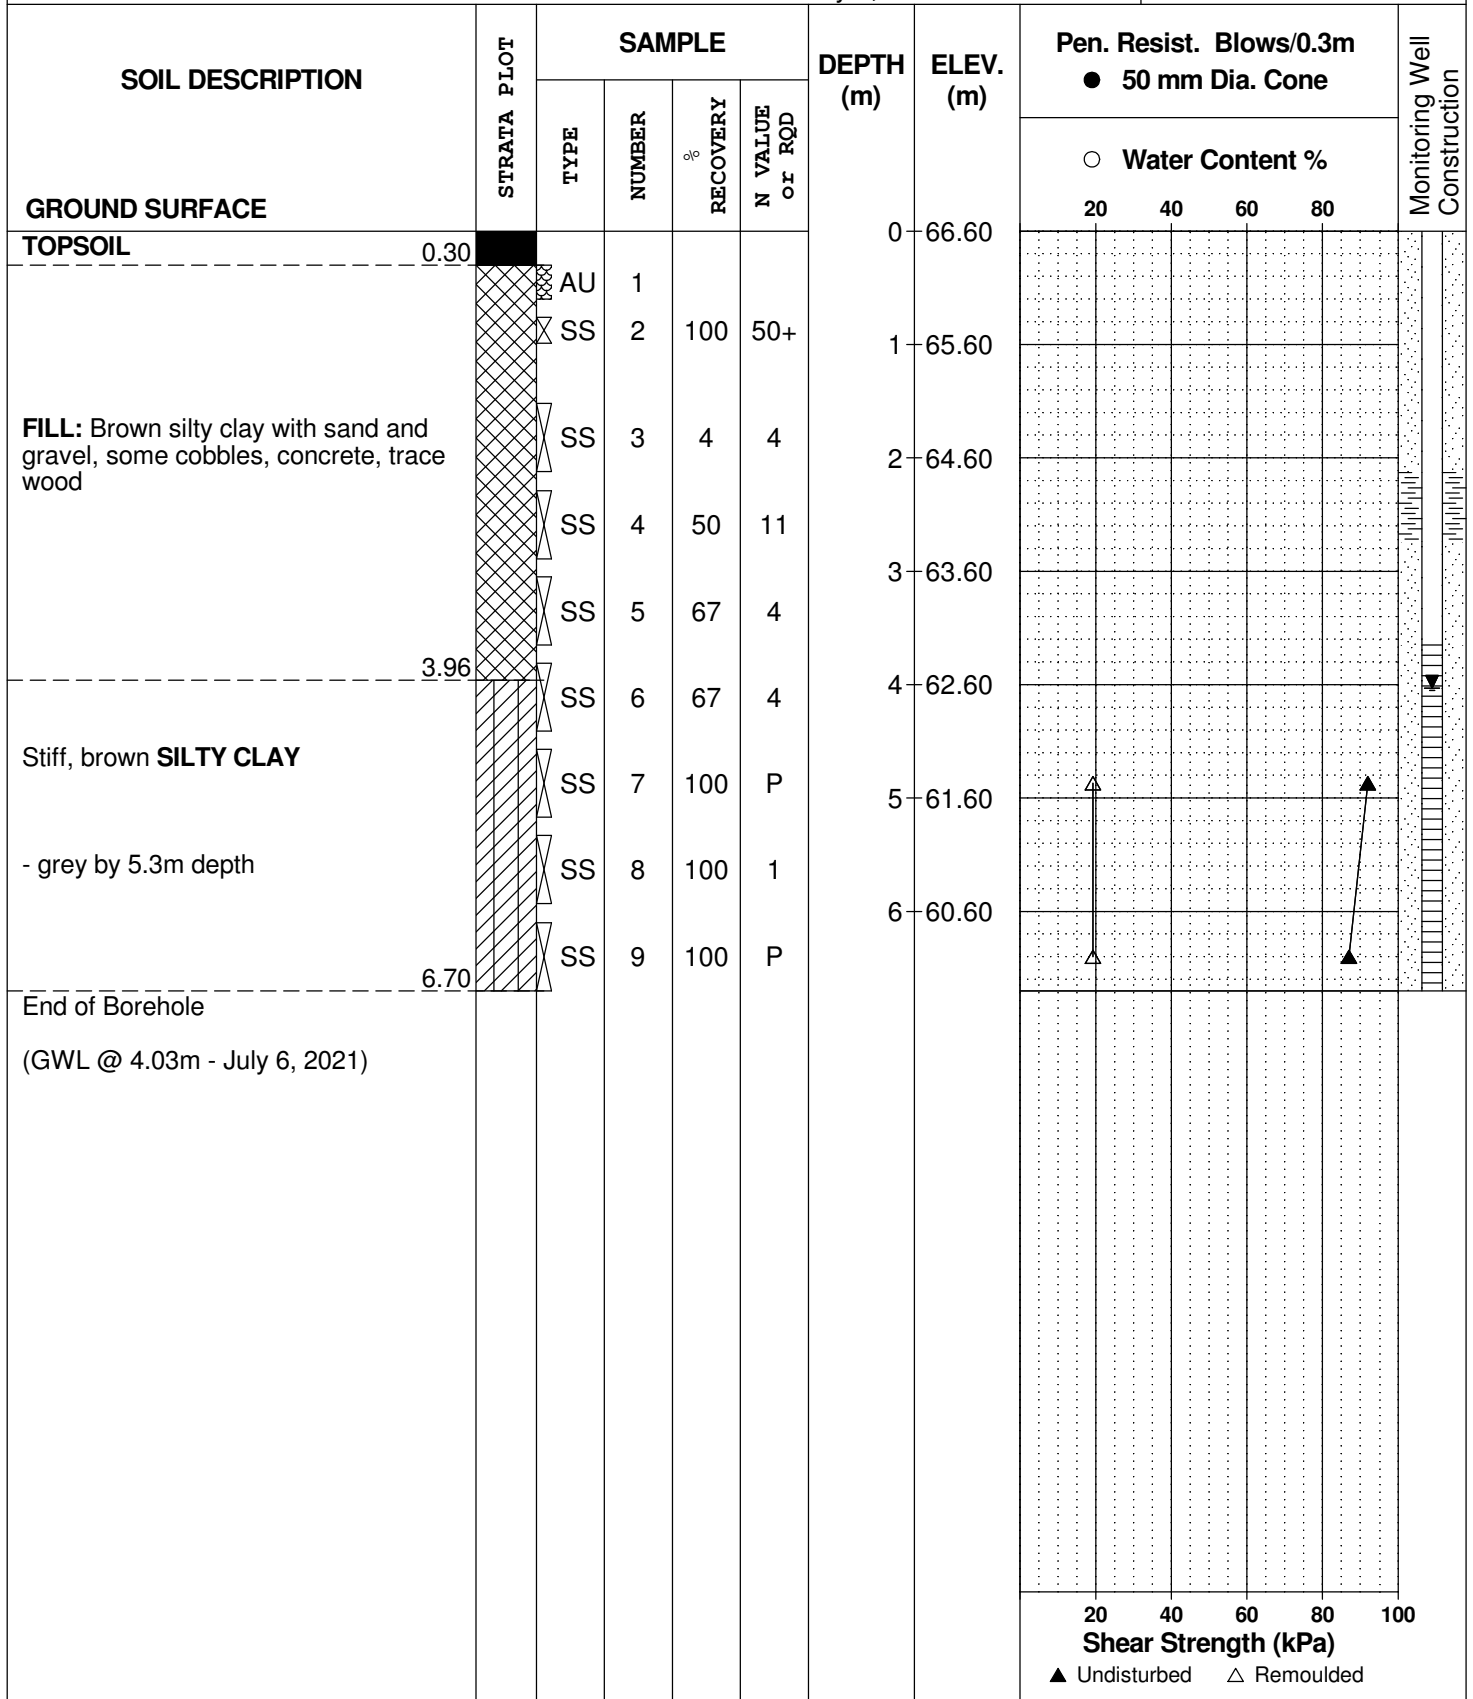 SOIL DESCRIPTION
GROUND SURFACE
STRATA PLOT
SAMPLE
TYPE
NUMBER
%
RECOVERY
N VALUE
or RQD
DEPTH
(m)
ELEV.
(m)
Pen. Resist. Blows/0.3m
● 50 mm Dia. Cone
○ Water Content %
20 40 60 80
Monitoring Well
Construction
0 66.60
TOPSOIL 0.30
AU 1
SS 2 100 50+
1 65.60
FILL: Brown silty clay with sand and
gravel, some cobbles, concrete, trace
wood
SS 3 4 4
2 64.60
SS 4 50 11
3 63.60
SS 5 67 4
3.96
SS 6 67 4
4 62.60
Stiff, brown SILTY CLAY
SS 7 100 P
5 61.60
- grey by 5.3m depth
SS 8 100 1
6 60.60
SS 9 100 P
6.70
End of Borehole
(GWL @ 4.03m - July 6, 2021)
20 40 60 80 100
Shear Strength (kPa)
▲ Undisturbed △ Remoulded